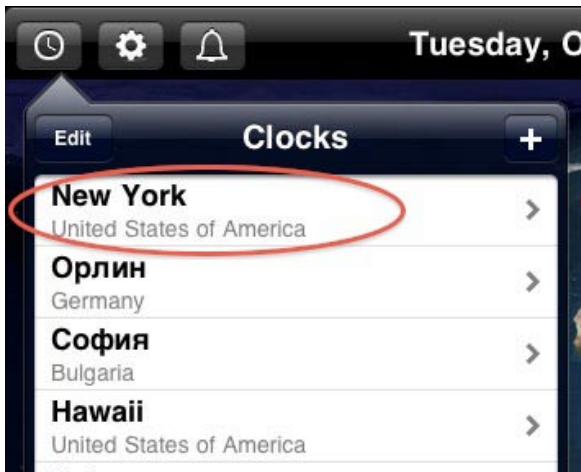 Tuesday, O
Edit
Clocks
+
New York
United States of America
Орлин
Germany
София
Bulgaria
Hawaii
United States of America